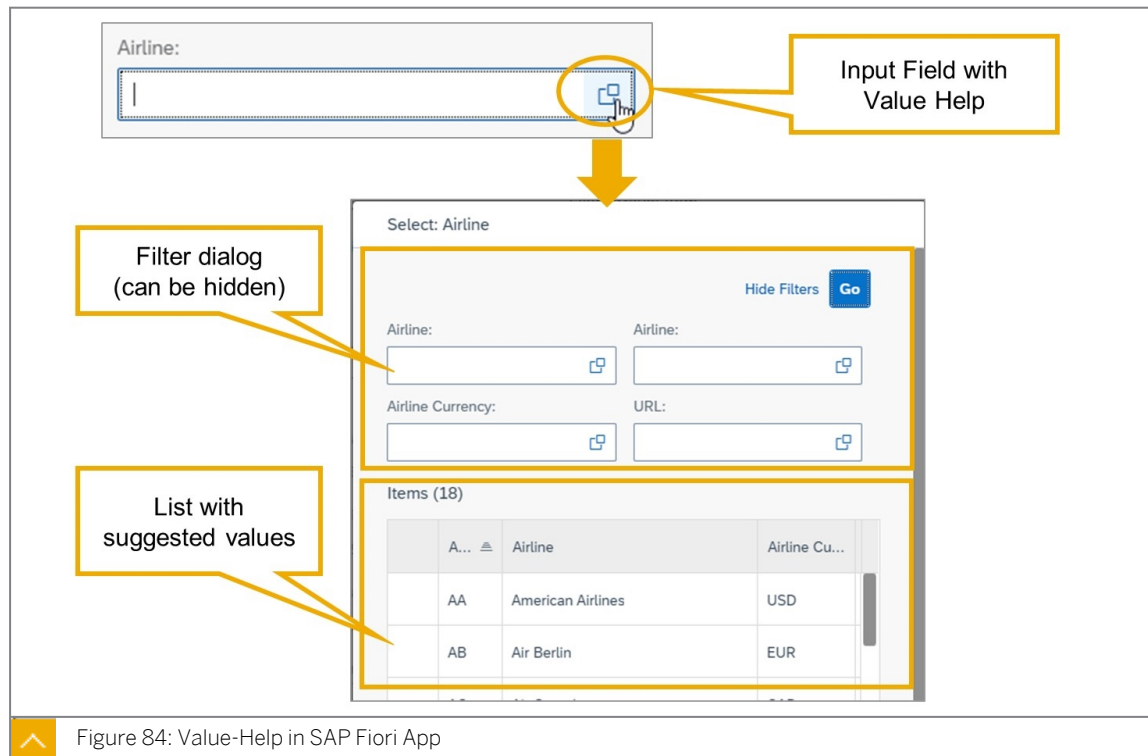 Airline:
Input Field with
Value Help
Select: Airline
Filter dialog
(can be hidden)
Hide Filters Go
Airline: Airline:
Airline Currency: URL:
Items (18)
List with
suggested values
A... Airline Airline Cu...
AA American Airlines USD
AB Air Berlin EUR
Figure 84: Value-Help in SAP Fiori App